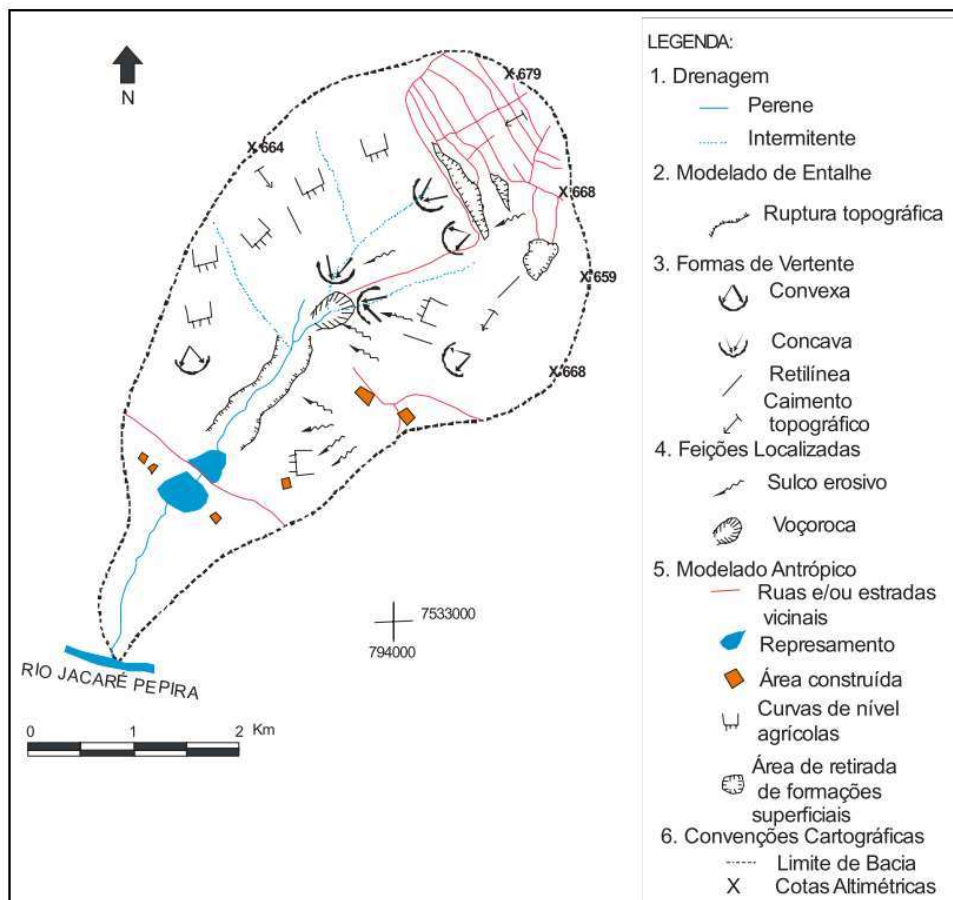 N
X 679
X 664
X 668
X 659
X 668
7533000
794000
RIO JACARÉ PEPIRA
0 1 2 Km
LEGENDA:
1. Drenagem
Perene
Intermitente
2. Modelado de Entalhe
Ruptura topográfica
3. Formas de Vertente
Convexa
Concava
Retilínea
Caimento
topográfico
4. Feições Localizadas
Sulco erosivo
Voçoroca
5. Modelado Antrópico
Ruas e/ou estradas
vicinais
Represamento
Área construída
Curvas de nível
agrícolas
Área de retirada
de formações
superficiais
6. Convenções Cartográficas
Limite de Bacia
X Cotas Altimétricas